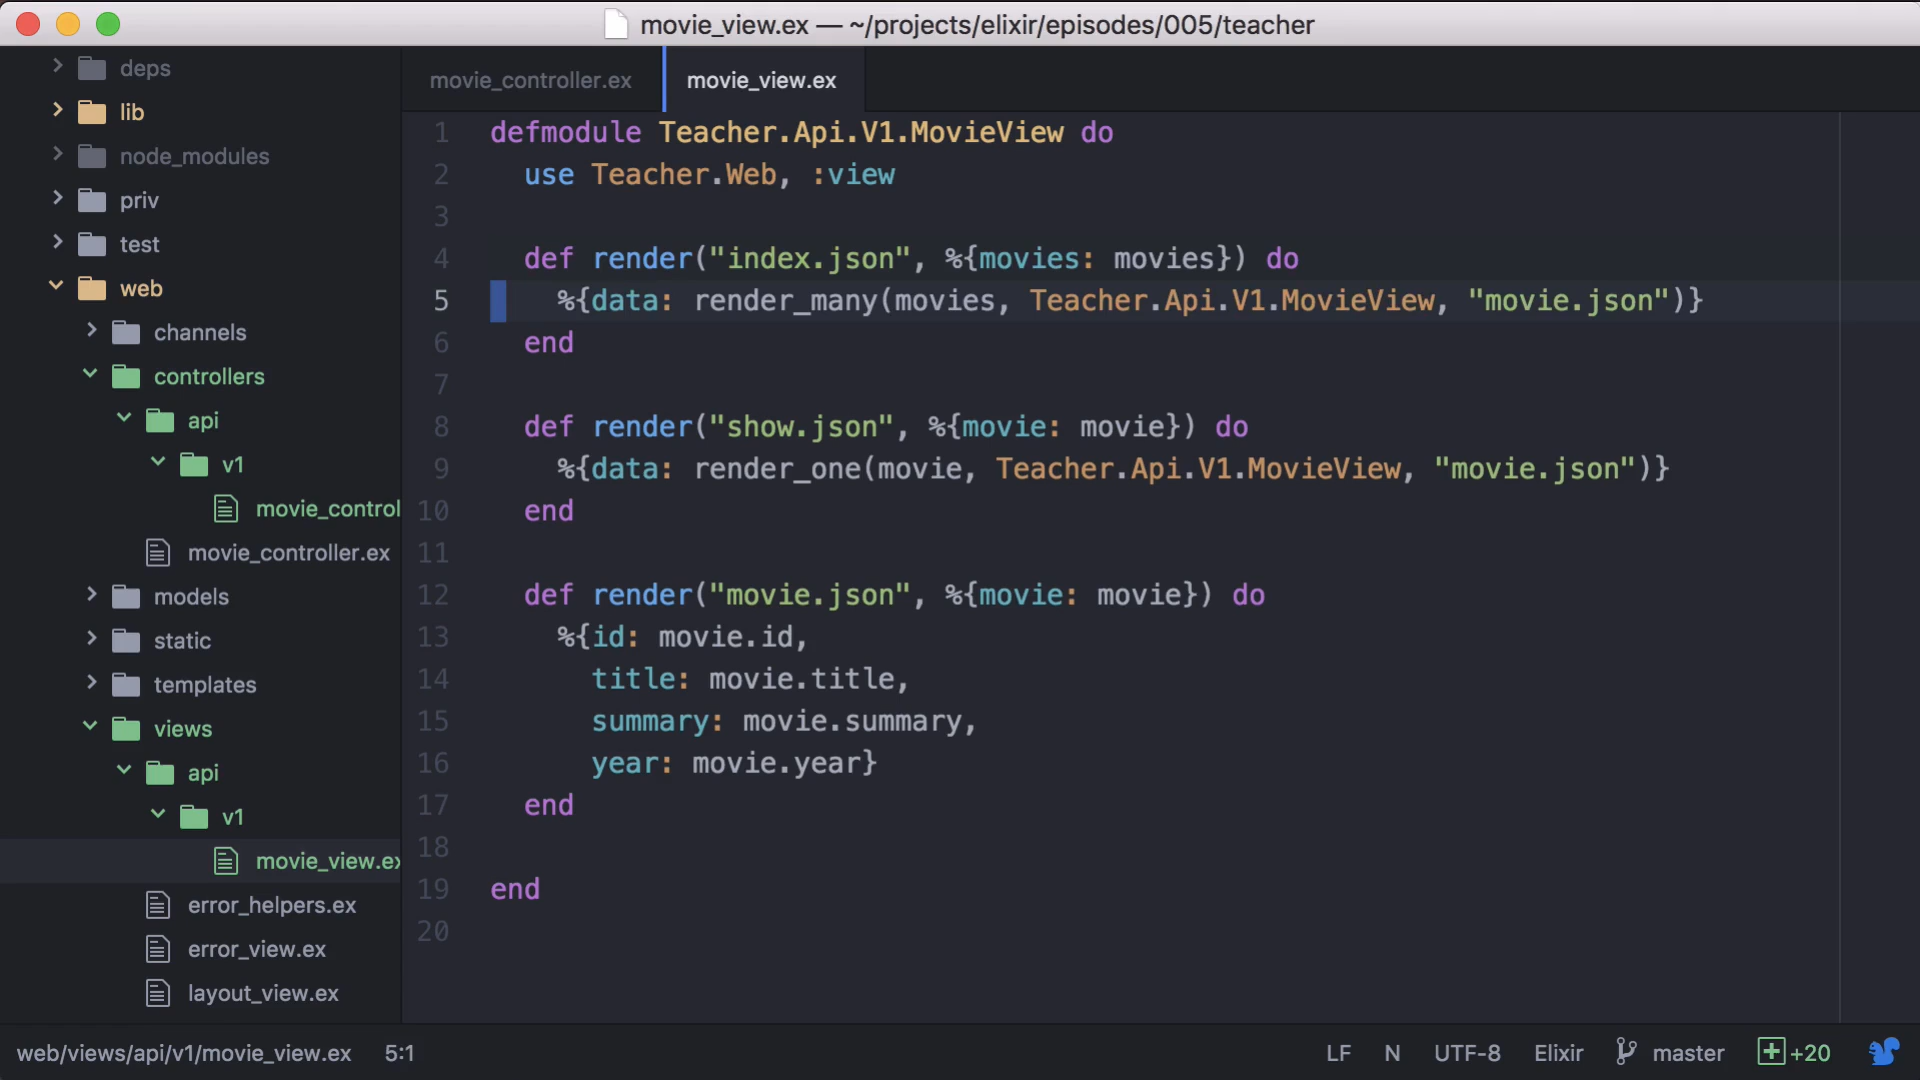 movie_view.ex — ~/projects/elixir/episodes/005/teacher
deps
lib
node_modules
priv
test
web
channels
controllers
api
v1
movie_control
movie_controller.ex
models
static
templates
views
api
v1
movie_view.ex
error_helpers.ex
error_view.ex
layout_view.ex
movie_controller.ex
movie_view.ex
1 defmodule Teacher.Api.V1.MovieView do
2   use Teacher.Web, :view
3
4   def render("index.json", %{movies: movies}) do
5     %{data: render_many(movies, Teacher.Api.V1.MovieView, "movie.json")}
6   end
7
8   def render("show.json", %{movie: movie}) do
9     %{data: render_one(movie, Teacher.Api.V1.MovieView, "movie.json")}
10   end
11
12   def render("movie.json", %{movie: movie}) do
13     %{id: movie.id,
14       title: movie.title,
15       summary: movie.summary,
16       year: movie.year}
17   end
18
19 end
20
web/views/api/v1/movie_view.ex 5:1 LF N UTF-8 Elixir master +20